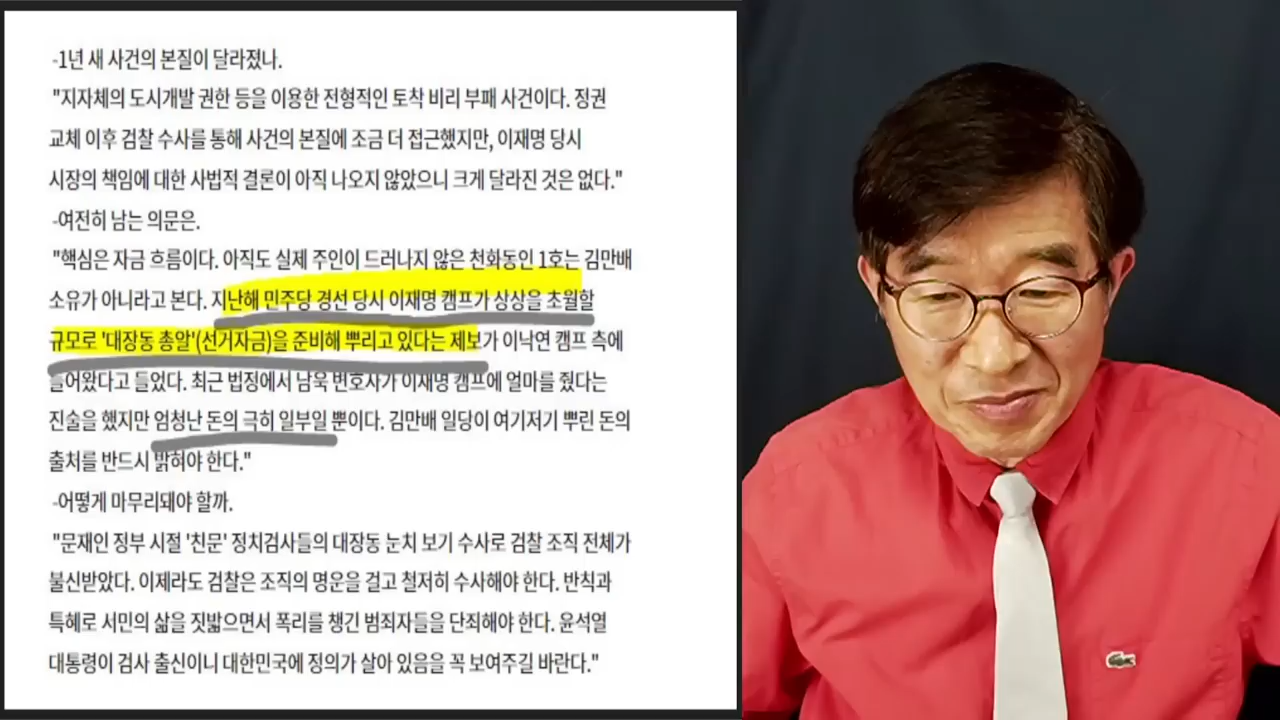 -1년 새 사건의 본질이 달라졌나.
"지자체의 도시개발 권한 등을 이용한 전형적인 토착 비리 부패 사건이다. 정권
교체 이후 검찰 수사를 통해 사건의 본질에 조금 더 접근했지만, 이재명 당시
시장의 책임에 대한 사법적 결론이 아직 나오지 않았으니 크게 달라진 것은 없다."
-여전히 남는 의문은.
"핵심은 자금 흐름이다. 아직도 실제 주인이 드러나지 않은 천화동인 1호는 김만배
소유가 아니라고 본다. 지난해 민주당 경선 당시 이재명 캠프가 상상을 초월할
규모로 '대장동 총알'(선거자금)을 준비해 뿌리고 있다는 제보가 이낙연 캠프 측에
들어왔다고 들었다. 최근 법정에서 남욱 변호사가 이재명 캠프에 얼마를 줬다는
진술을 했지만 엄청난 돈의 극히 일부일 뿐이다. 김만배 일당이 여기저기 뿌린 돈의
출처를 반드시 밝혀야 한다."
-어떻게 마무리돼야 할까.
"문재인 정부 시절 '친문' 정치검사들의 대장동 눈치 보기 수사로 검찰 조직 전체가
불신받았다. 이제라도 검찰은 조직의 명운을 걸고 철저히 수사해야 한다. 반칙과
특혜로 서민의 삶을 짓밟으면서 폭리를 챙긴 범죄자들을 단죄해야 한다. 윤석열
대통령이 검사 출신이니 대한민국에 정의가 살아 있음을 꼭 보여주길 바란다."